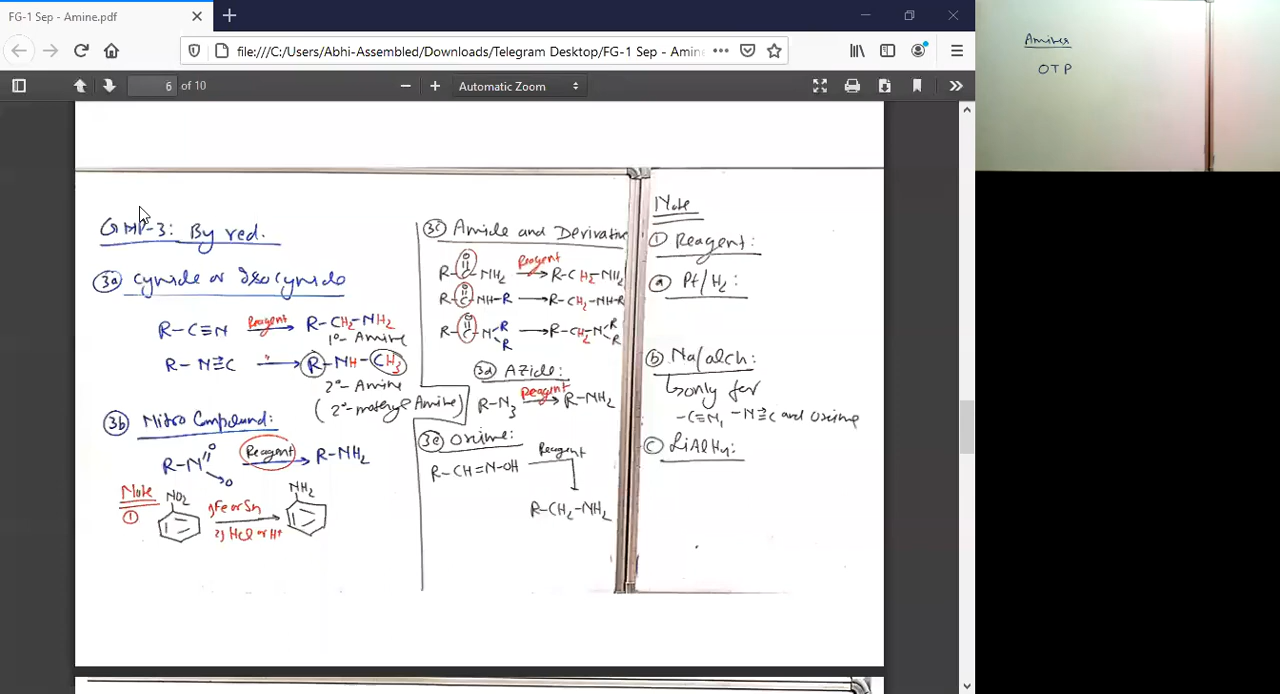 FG-1 Sep - Amine.pdf
file:///C:/Users/Abhi-Assembled/Downloads/Telegram Desktop/FG-1 Sep - Amin
6 of 10
Automatic Zoom
Amines
OTP
GMP-3: By red.
3a Cynide or Isocynide
R-C≡N Reagent → R-CH2-NH2
1°- Amine
R-N≡C " → R-NH-CH3
2°- Amine
(2°-methyl Amine)
3b Nitro Compound:
R-N Reagent → R-NH2
O
O
Note
①
NO2
1) Fe or Sn
2) HCl or H+
NH2
3c Amide and Derivative
R-C-NH2 Reagent → R-CH2-NH2
O
R-C-NH-R → R-CH2-NH-R
O
R-C-N → R-CH2-N
O
R
R
R
R
3d Azide:
R-N3 Reagent → R-NH2
3e Oxime:
R-CH=N-OH Reagent
R-CH2-NH2
Note
① Reagent:
ⓐ Pt/H2:
ⓑ Na/alch:
↳only for
-C≡N, -N≡C and Oxime
ⓒ LiAlH4: